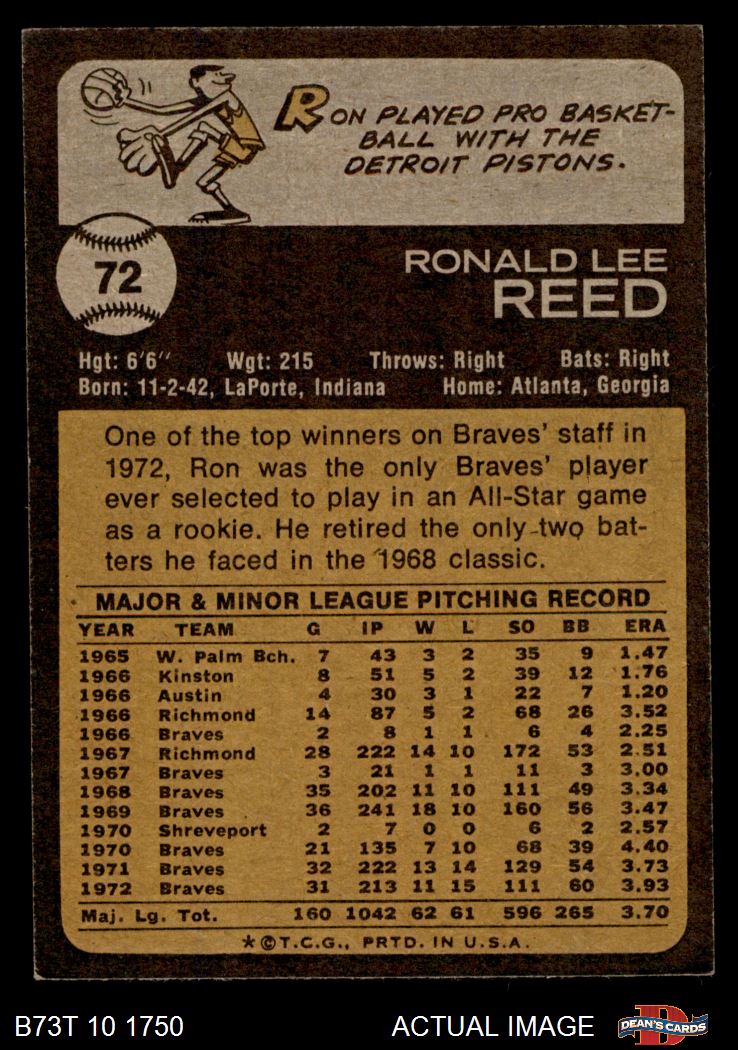 RON PLAYED PRO BASKET-
BALL WITH THE
DETROIT PISTONS.
72
RONALD LEE
REED
Hgt: 6'6" Wgt: 215 Throws: Right Bats: Right
Born: 11-2-42, LaPorte, Indiana Home: Atlanta, Georgia
One of the top winners on Braves' staff in
1972, Ron was the only Braves' player
ever selected to play in an All-Star game
as a rookie. He retired the only two bat-
ters he faced in the 1968 classic.
MAJOR & MINOR LEAGUE PITCHING RECORD
YEAR TEAM G IP W L SO BB ERA
1965 W. Palm Bch. 7 43 3 2 35 9 1.47
1966 Kinston 8 51 5 2 39 12 1.76
1966 Austin 4 30 3 1 22 7 1.20
1966 Richmond 14 87 5 2 68 26 3.52
1966 Braves 2 8 1 1 6 4 2.25
1967 Richmond 28 222 14 10 172 53 2.51
1967 Braves 3 21 1 1 11 3 3.00
1968 Braves 35 202 11 10 111 49 3.34
1969 Braves 36 241 18 10 160 56 3.47
1970 Shreveport 2 7 0 0 6 2 2.57
1970 Braves 21 135 7 10 68 39 4.40
1971 Braves 32 222 13 14 129 54 3.73
1972 Braves 31 213 11 15 111 60 3.93
Maj. Lg. Tot. 160 1042 62 61 596 265 3.70
*©T.C.G., PRTD. IN U.S.A.
B73T 10 1750 ACTUAL IMAGE D DEAN'S CARDS